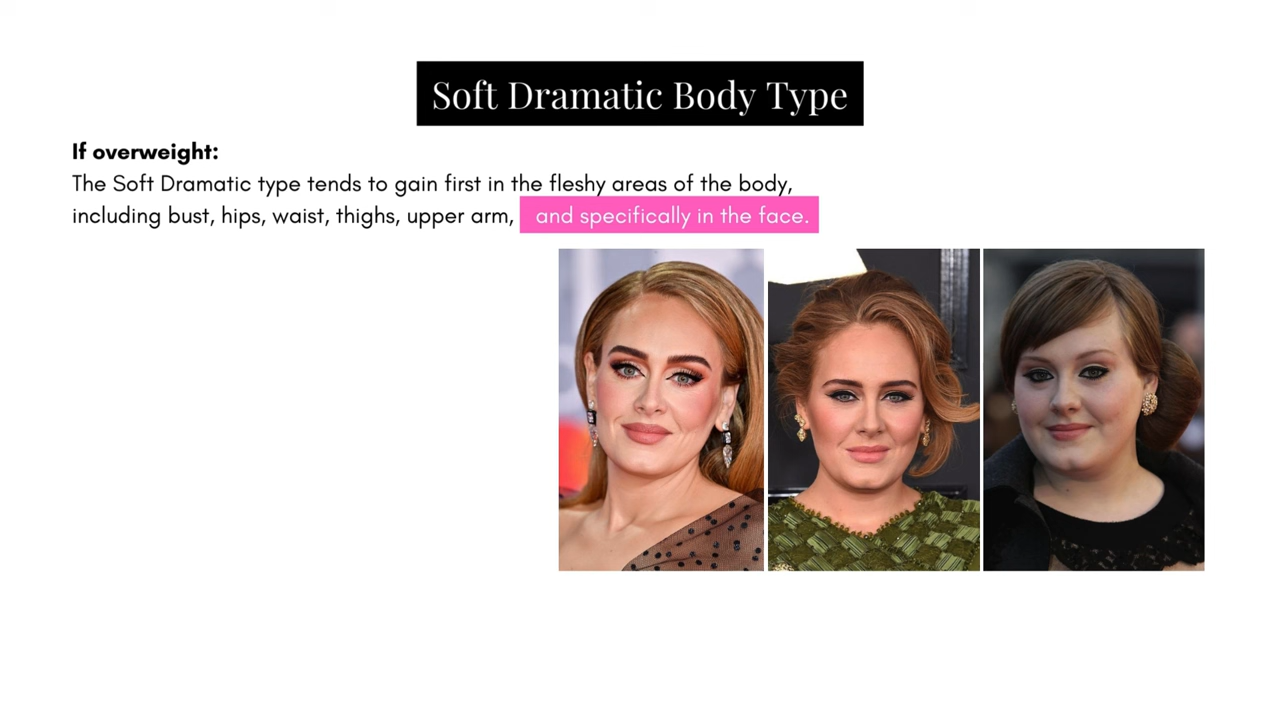 Soft Dramatic Body Type
If overweight:
The Soft Dramatic type tends to gain first in the fleshy areas of the body,
including bust, hips, waist, thighs, upper arm, and specifically in the face.